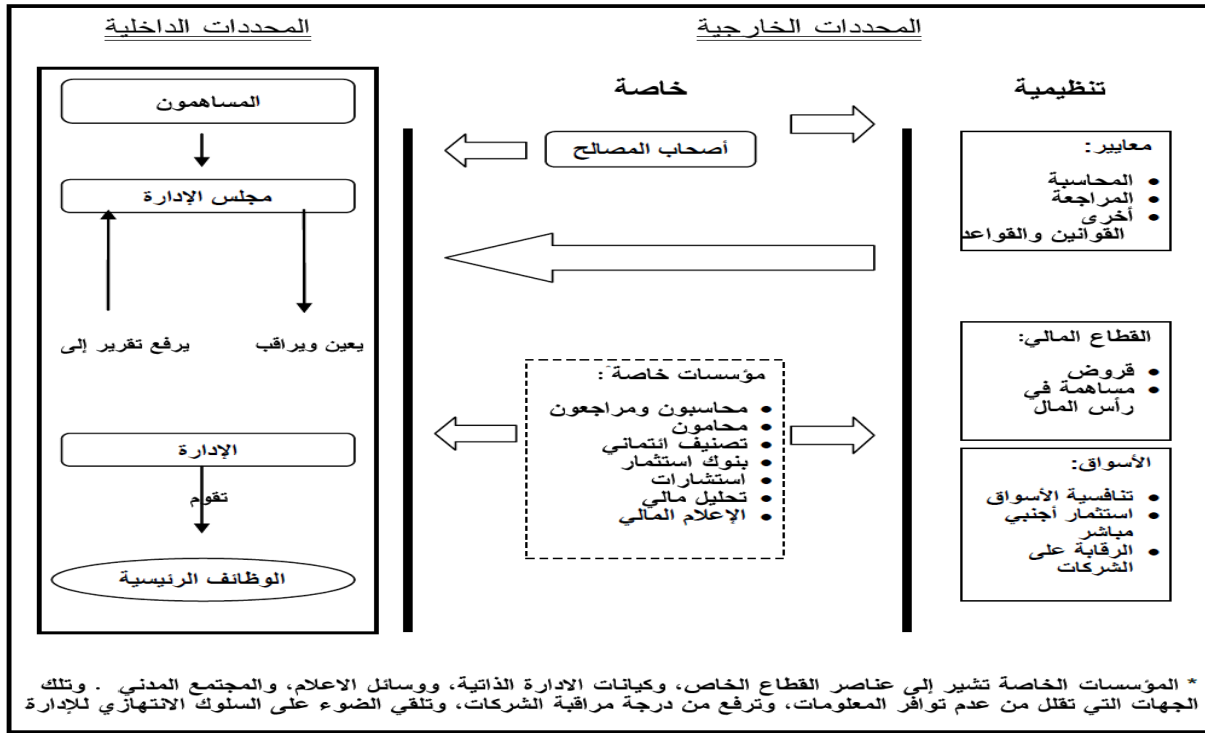 المحددات الخارجية
المحددات الداخلية
تنظيمية
خاصة
معايير:
• المحاسبة
• المراجعة
• أخرى
القوانين والقواعد
القطاع المالي:
• قروض
• مساهمة في
رأس المال
الأسواق:
• تنافسية الأسواق
• استثمار أجنبي
مباشر
• الرقابة على
الشركات
أصحاب المصالح
مؤسسات خاصة*:
• محاسبون ومراجعون
• محامون
• تصنيف ائتماني
• بنوك استثمار
• استشارات
• تحليل مالي
• الإعلام المالي
المساهمون
مجلس الإدارة
يعين ويراقب
يرفع تقرير إلى
الإدارة
تقوم
الوظائف الرئيسية
* المؤسسات الخاصة تشير إلى عناصر القطاع الخاص، وكيانات الادارة الذاتية، ووسائل الاعلام، والمجتمع المدني . وتلك
الجهات التي تقلل من عدم توافر المعلومات، وترفع من درجة مراقبة الشركات، وتلقي الضوء على السلوك الانتهازي للإدارة